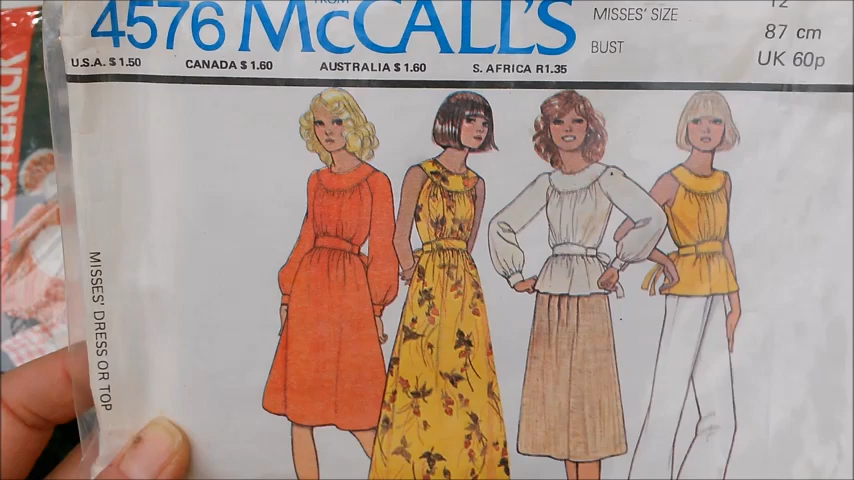 4576 McCALL'S
MISSES' SIZE 12
BUST 87 cm
UK 60p
U.S.A. $1.50 CANADA $1.60 AUSTRALIA $1.60 S. AFRICA R1.35
MISSES' DRESS OR TOP
BUTTERICK